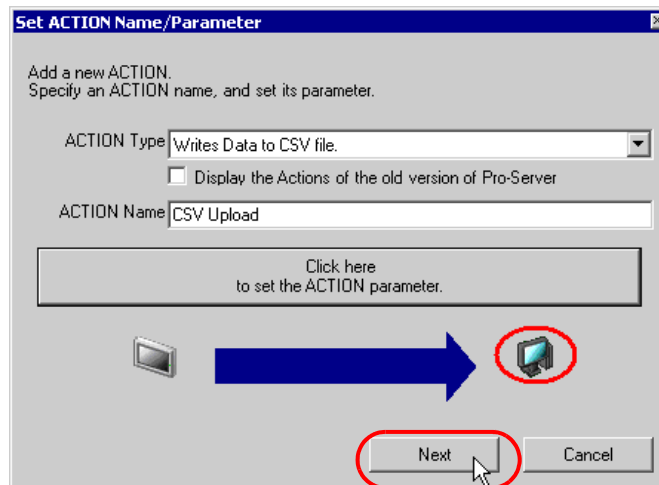 Set ACTION Name/Parameter
Add a new ACTION.
Specify an ACTION name, and set its parameter.
ACTION Type Writes Data to CSV file.
Display the Actions of the old version of Pro-Server
ACTION Name CSV Upload
Click here
to set the ACTION parameter.
Next Cancel